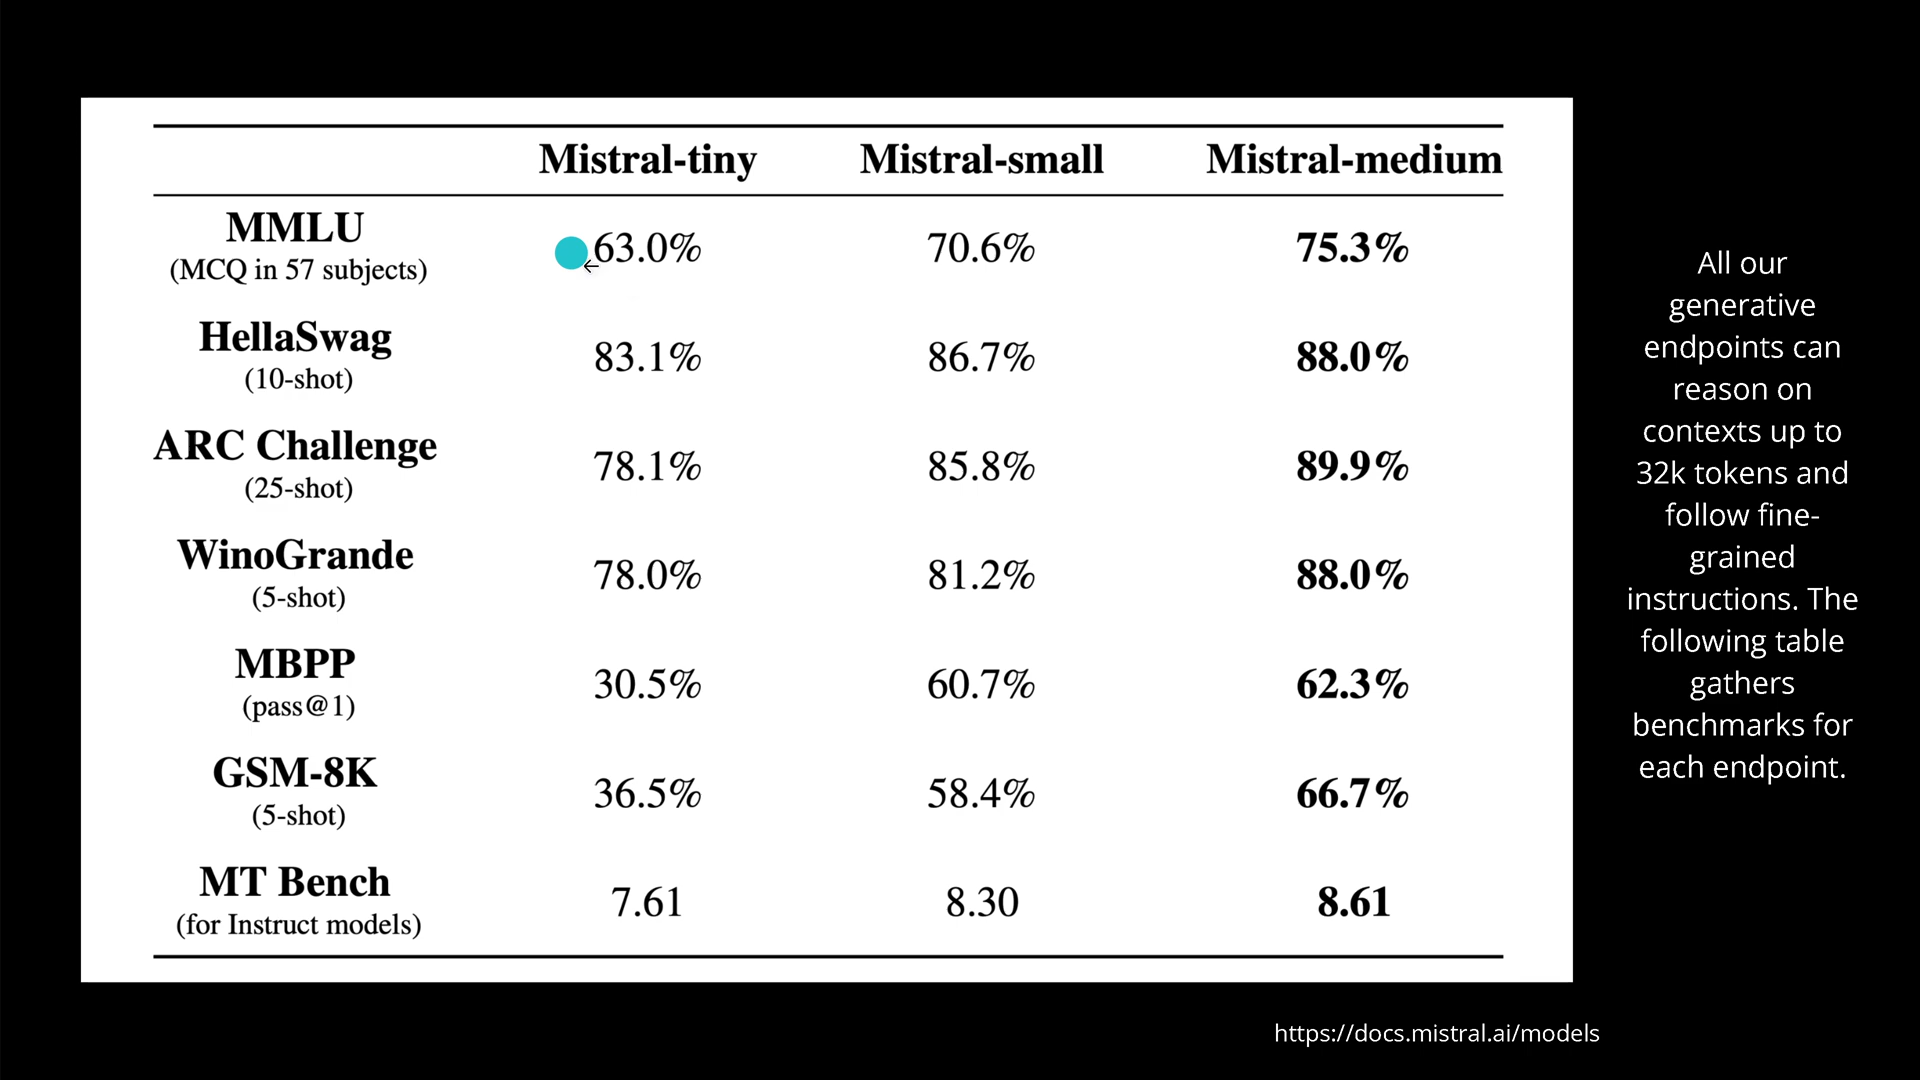 Mistral-tiny Mistral-small Mistral-medium
MMLU
(MCQ in 57 subjects)
63.0% 70.6% 75.3%
HellaSwag
(10-shot)
83.1% 86.7% 88.0%
ARC Challenge
(25-shot)
78.1% 85.8% 89.9%
WinoGrande
(5-shot)
78.0% 81.2% 88.0%
MBPP
(pass@1)
30.5% 60.7% 62.3%
GSM-8K
(5-shot)
36.5% 58.4% 66.7%
MT Bench
(for Instruct models)
7.61 8.30 8.61
All our
generative
endpoints can
reason on
contexts up to
32k tokens and
follow fine-
grained
instructions. The
following table
gathers
benchmarks for
each endpoint.
https://docs.mistral.ai/models